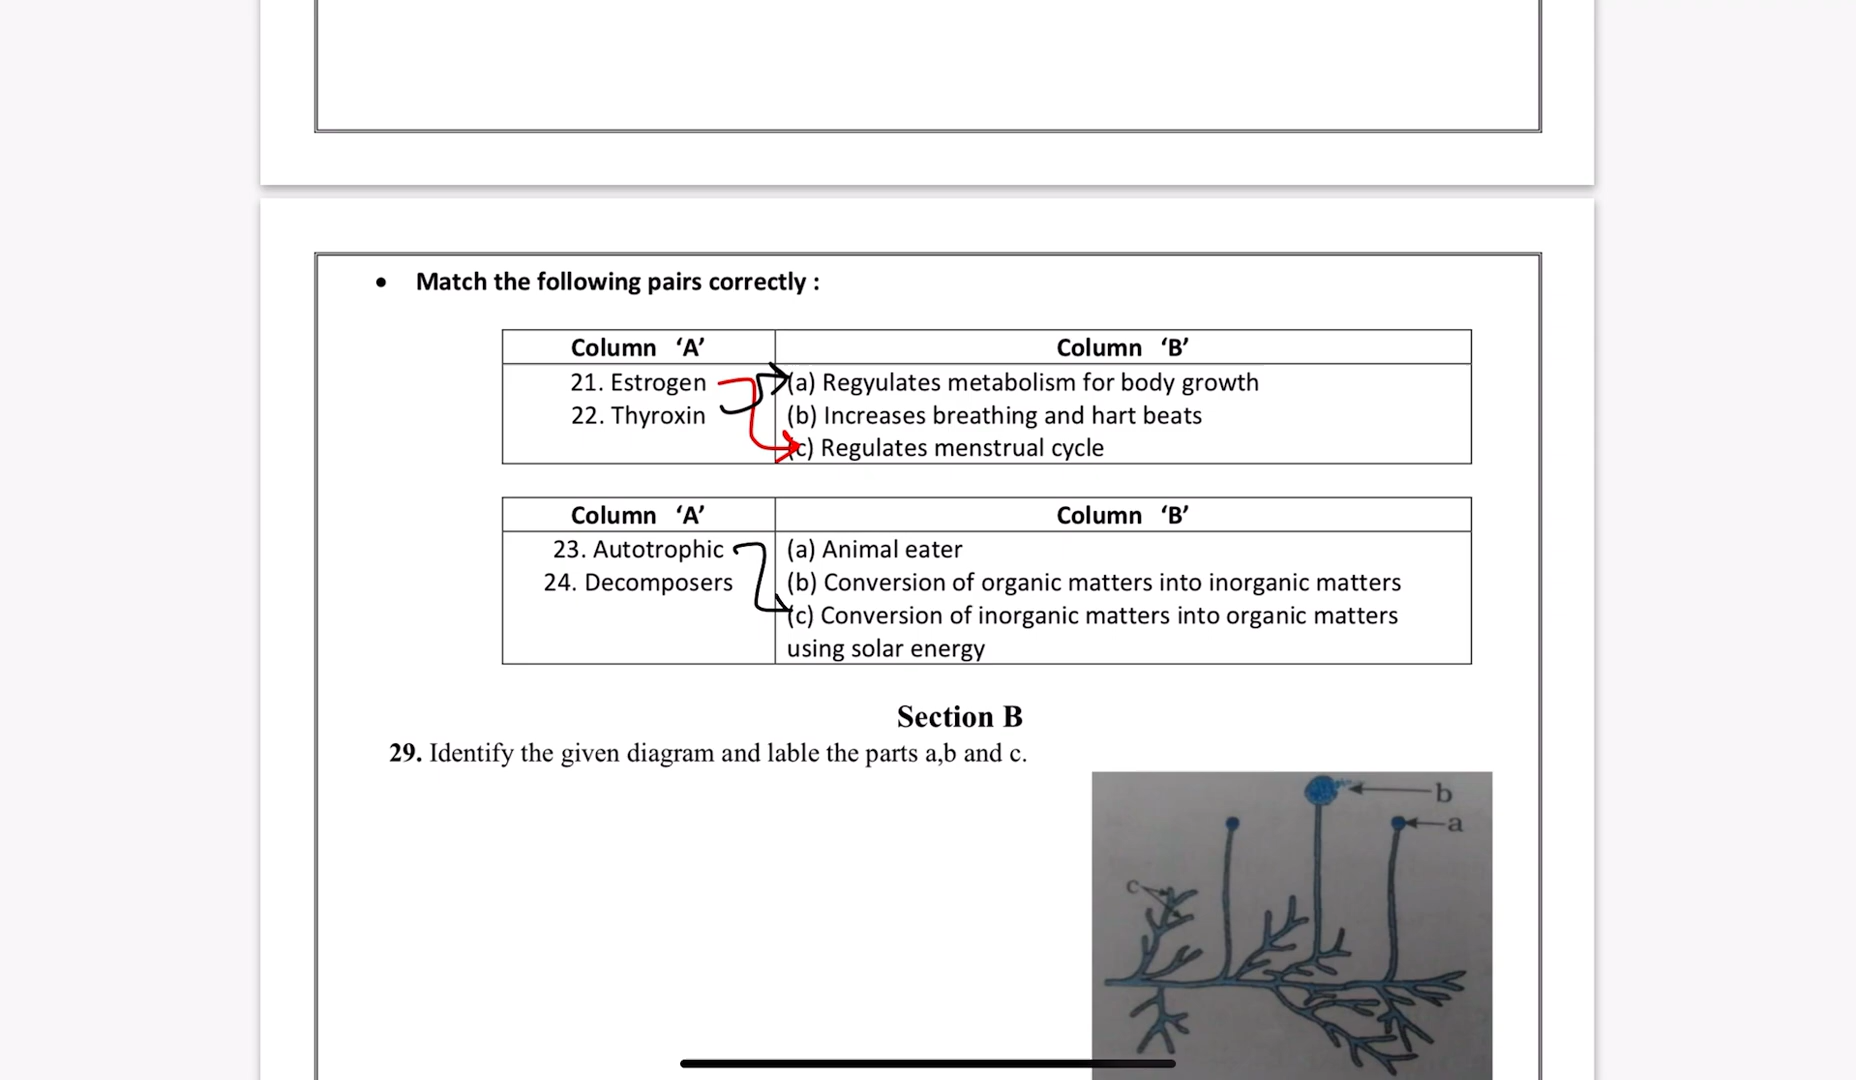 • Match the following pairs correctly :
Column ‘A’ Column ‘B’
21. Estrogen (a) Regyulates metabolism for body growth
22. Thyroxin (b) Increases breathing and hart beats
(c) Regulates menstrual cycle
Column ‘A’ Column ‘B’
23. Autotrophic (a) Animal eater
24. Decomposers (b) Conversion of organic matters into inorganic matters
(c) Conversion of inorganic matters into organic matters
using solar energy
Section B
29. Identify the given diagram and lable the parts a,b and c.
b
a
c